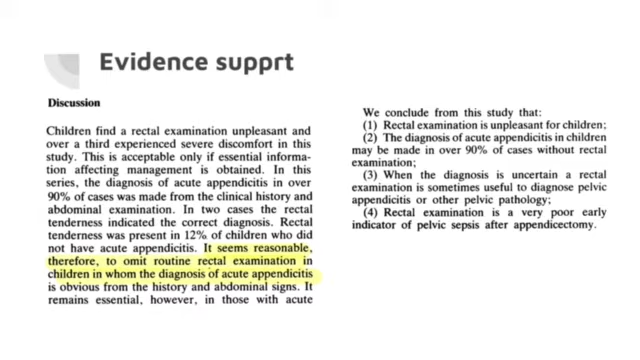 Evidence supprt
Discussion
Children find a rectal examination unpleasant and
over a third experienced severe discomfort in this
study. This is acceptable only if essential informa-
tion affecting management is obtained. In this
series, the diagnosis of acute appendicitis in over
90% of cases was made from the clinical history and
abdominal examination. In two cases the rectal
tenderness indicated the correct diagnosis. Rectal
tenderness was present in 12% of children who did
not have acute appendicitis. It seems reasonable,
therefore, to omit routine rectal examination in
children in whom the diagnosis of acute appendicitis
is obvious from the history and abdominal signs. It
remains essential, however, in those with acute
We conclude from this study that:
(1) Rectal examination is unpleasant for children;
(2) The diagnosis of acute appendicitis in children
may be made in over 90% of cases without rectal
examination;
(3) When the diagnosis is uncertain a rectal
examination is sometimes useful to diagnose pelvic
appendicitis or other pelvic pathology;
(4) Rectal examination is a very poor early
indicator of pelvic sepsis after appendicectomy.